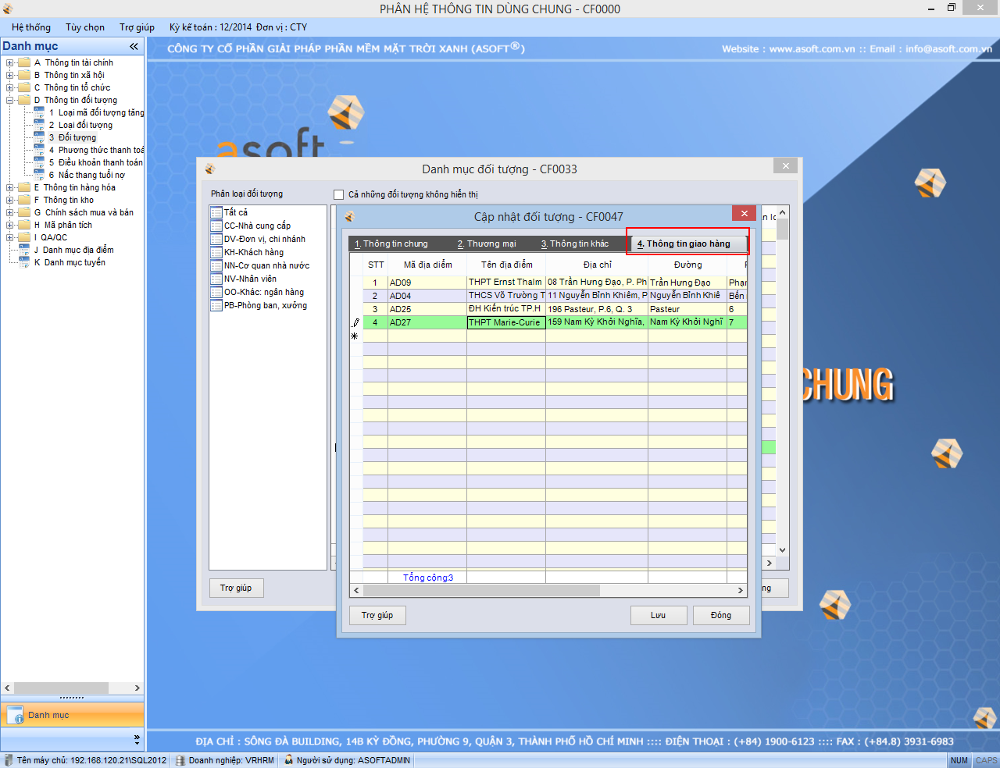 PHÂN HỆ THÔNG TIN DÙNG CHUNG - CF0000
Hệ thống Tùy chọn Trợ giúp Kỳ kế toán : 12/2014 Đơn vị : CTY
Danh mục
CÔNG TY CỔ PHẦN GIẢI PHÁP PHẦN MỀM MẶT TRỜI XANH (ASOFT®)
Website : www.asoft.com.vn :: Email : info@asoft.com.vn
A Thông tin tài chính
B Thông tin xã hội
C Thông tin tổ chức
D Thông tin đối tượng
1 Loại mã đối tượng tăng
2 Loại đối tượng
3 Đối tượng
4 Phương thức thanh toá
5 Điều khoản thanh toán
6 Nấc thang tuổi nợ
E Thông tin hàng hóa
F Thông tin kho
G Chính sách mua và bán
H Mã phân tích
I QA/QC
J Danh mục địa điểm
K Danh mục tuyến
asoft
Danh mục đối tượng - CF0033
Phân loại đối tượng
Cả những đối tượng không hiển thị
Tất cả
CC-Nhà cung cấp
DV-Đơn vị, chi nhánh
KH-Khách hàng
NN-Cơ quan nhà nước
NV-Nhân viên
OO-Khác: ngân hàng
PB-Phòng ban, xưởng
Trợ giúp
Cập nhật đối tượng - CF0047
1. Thông tin chung 2. Thương mại 3. Thông tin khác 4. Thông tin giao hàng
STT Mã địa điểm Tên địa điểm Địa chỉ Đường
1 AD09 THPT Ernst Thalm 08 Trần Hưng Đạo, P. Ph Trần Hưng Đạo Phạ
2 AD04 THCS Võ Trường T 11 Nguyễn Bỉnh Khiêm, P Nguyễn Bỉnh Khiê Bến
3 AD25 ĐH Kiến trúc TP.H 196 Pasteur, P.6, Q. 3 Pasteur 6
4 AD27 THPT Marie-Curie 159 Nam Kỳ Khởi Nghĩa, Nam Kỳ Khởi Nghĩ 7
Tổng cộng:3
Trợ giúp Lưu Đóng
ng
CHUNG
Danh mục
ĐỊA CHỈ : SÔNG ĐÀ BUILDING, 14B KỲ ĐỒNG, PHƯỜNG 9, QUẬN 3, THÀNH PHỐ HỒ CHÍ MINH :::: ĐIỆN THOẠI : (+84) 1900-6123 :::: FAX : (+84.8) 3931-6983
Tên máy chủ: 192.168.120.21\SQL2012 Doanh nghiệp: VRHRM Người sử dụng: ASOFTADMIN NUM CAPS